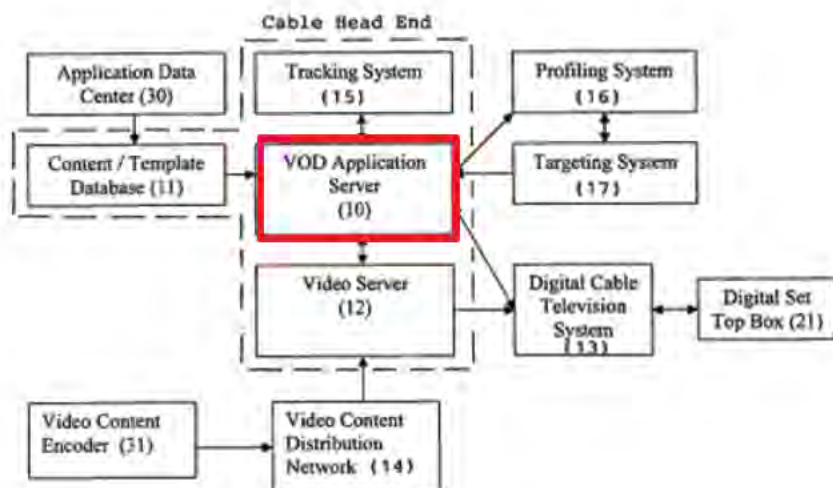 Cable Head End
Application Data
Center (30)
Tracking System
(15)
Profiling System
(16)
Content / Template
Database (11)
VOD Application
Server
(10)
Targeting System
(17)
Video Server
(12)
Digital Cable
Television
System
(13)
Digital Set
Top Box (21)
Video Content
Encoder (31)
Video Content
Distribution
Network (14)